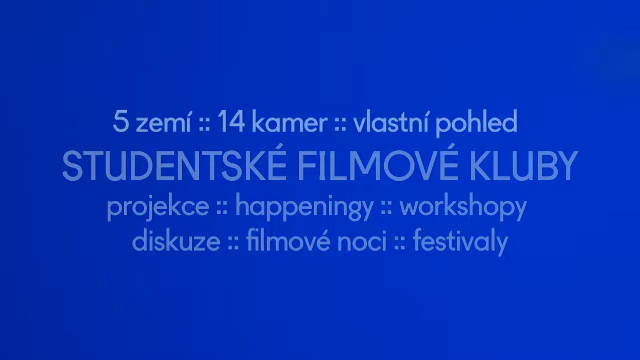 5 zemí :: 14 kamer :: vlastní pohled
STUDENTSKÉ FILMOVÉ KLUBY
projekce :: happeningy :: workshopy
diskuze :: filmové noci :: festivaly